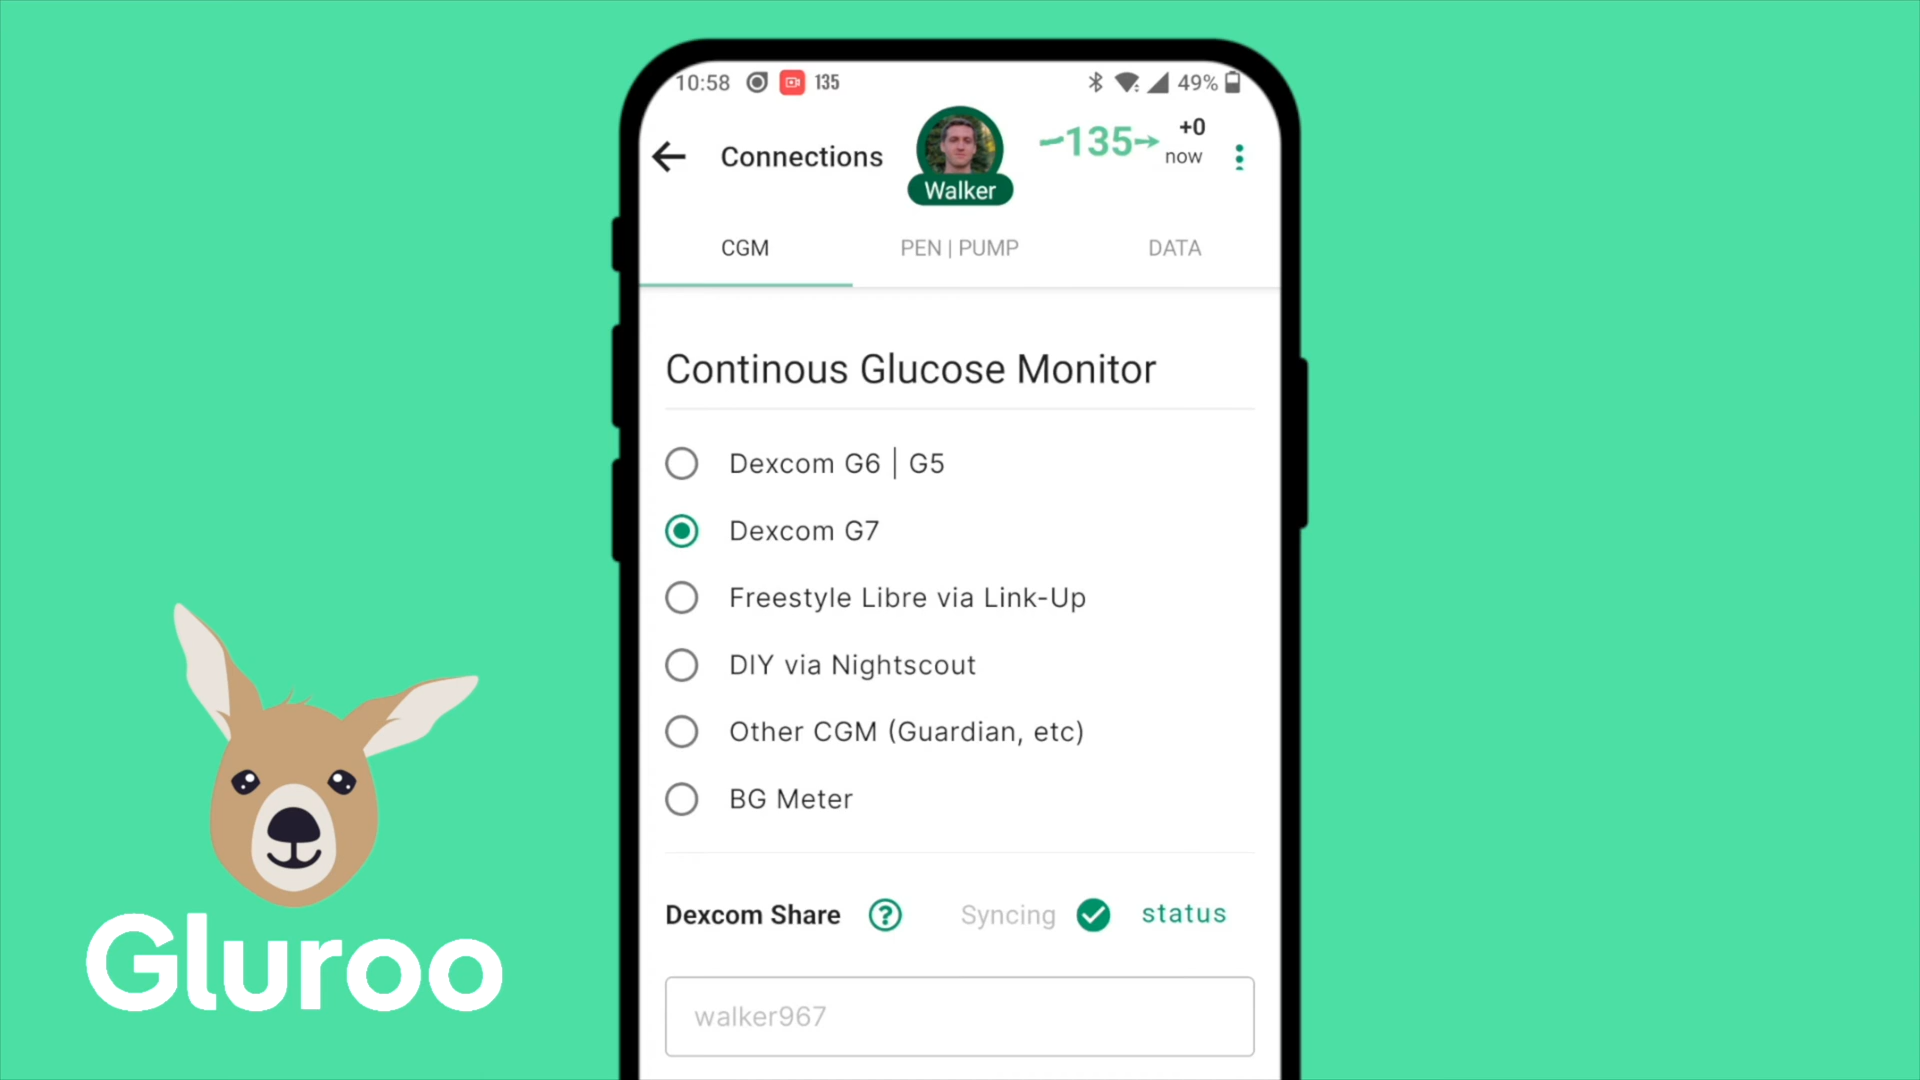 10:58 135 49%
Connections
Walker
135 +0
now
CGM PEN | PUMP DATA
Continous Glucose Monitor
Dexcom G6 | G5
Dexcom G7
Freestyle Libre via Link-Up
DIY via Nightscout
Other CGM (Guardian, etc)
BG Meter
Dexcom Share ? Syncing status
walker967
Gluroo